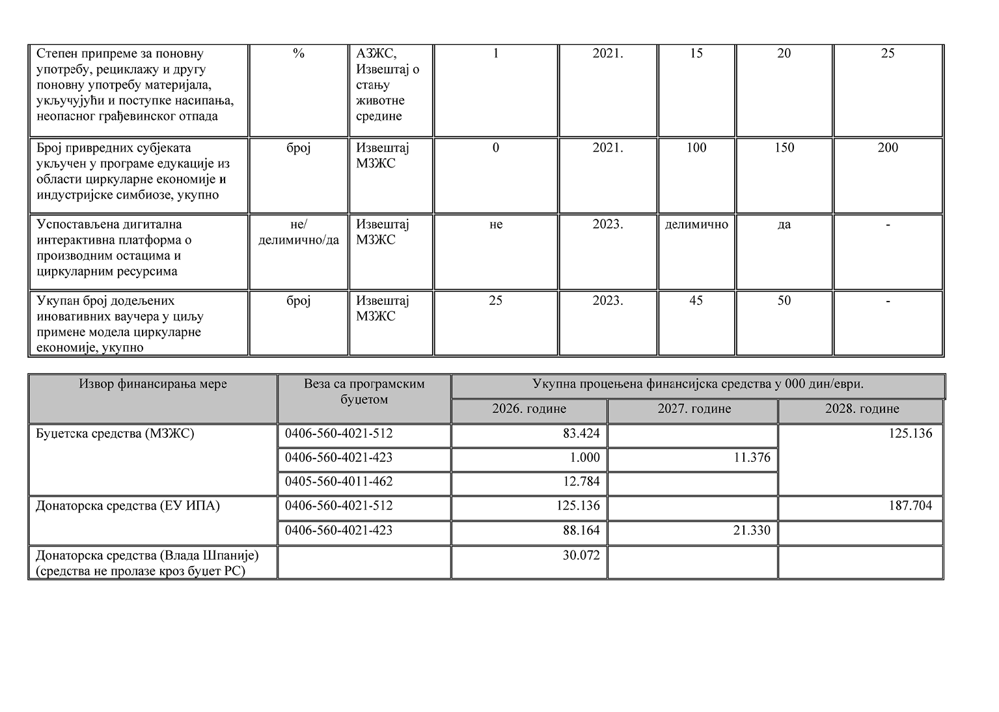 Степен припреме за поновну
употребу, рециклажу и другу
поновну употребу материјала,
укључујући и поступке насипања,
неопасног грађевинског отпада
%
АЗЖС,
Извештај о
стању
животне
средине
1
2021.
15
20
25
Број привредних субјеката
укључен у програме едукације из
области циркуларне економије и
индустријске симбиозе, укупно
број
Извештај
МЗЖС
0
2021.
100
150
200
Успостављена дигитална
интерактивна платформа о
производним остацима и
циркуларним ресурсима
не/
делимично/да
Извештај
МЗЖС
не
2023.
делимично
да
-
Укупан број додељених
иновативних ваучера у циљу
примене модела циркуларне
економије, укупно
број
Извештај
МЗЖС
25
2023.
45
50
-
Извор финансирања мере
Веза са програмским
буџетом
Укупна процењена финансијска средства у 000 дин/еври.
2026. године
2027. године
2028. године
Буџетска средства (МЗЖС)
0406-560-4021-512
83.424
125.136
0406-560-4021-423
1.000
11.376
0405-560-4011-462
12.784
Донаторска средства (ЕУ ИПА)
0406-560-4021-512
125.136
187.704
0406-560-4021-423
88.164
21.330
Донаторска средства (Влада Шпаније)
(средства не пролазе кроз буџет РС)
30.072